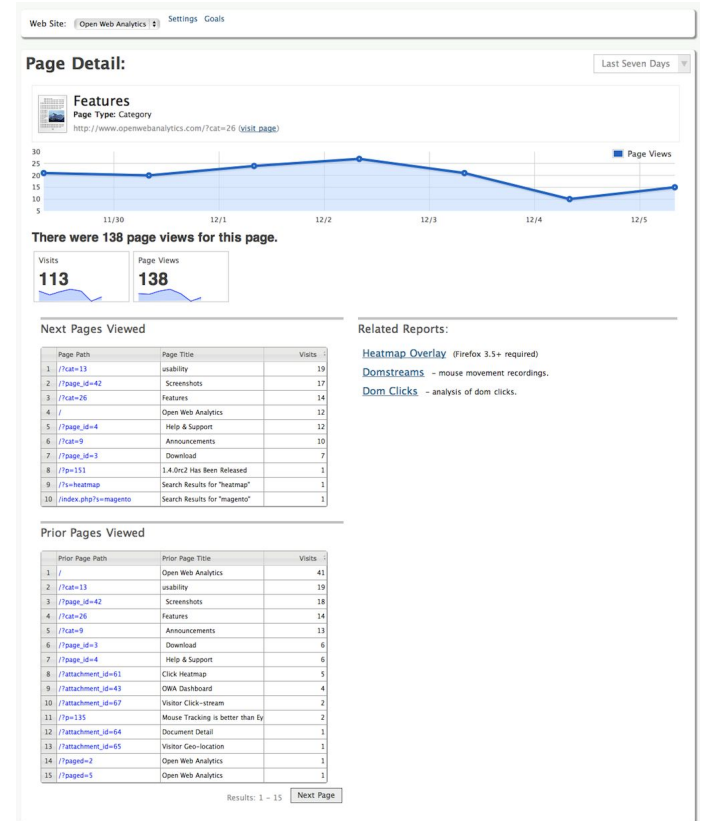 Web Site: Open Web Analytics Settings Goals
Page Detail:
Last Seven Days
Features
Page Type: Category
http://www.openwebanalytics.com/?cat=26 (visit page)
Page Views
30
25
20
15
10
5
11/30 12/1 12/2 12/3 12/4 12/5
There were 138 page views for this page.
Visits
113
Page Views
138
Next Pages Viewed
Page Path Page Title Visits
1 /?cat=13 usability 19
2 /?page_id=42 Screenshots 17
3 /?cat=26 Features 14
4 / Open Web Analytics 12
5 /?page_id=4 Help & Support 12
6 /?cat=9 Announcements 10
7 /?page_id=3 Download 7
8 /?p=151 1.4.0rc2 Has Been Released 1
9 /?s=heatmap Search Results for "heatmap" 1
10 /index.php?s=magento Search Results for "magento" 1
Related Reports:
Heatmap Overlay (Firefox 3.5+ required)
Domstreams - mouse movement recordings.
Dom Clicks - analysis of dom clicks.
Prior Pages Viewed
Prior Page Path Prior Page Title Visits
1 / Open Web Analytics 41
2 /?cat=13 usability 19
3 /?page_id=42 Screenshots 18
4 /?cat=26 Features 14
5 /?cat=9 Announcements 13
6 /?page_id=3 Download 6
7 /?page_id=4 Help & Support 6
8 /?attachment_id=61 Click Heatmap 5
9 /?attachment_id=43 OWA Dashboard 4
10 /?attachment_id=67 Visitor Click-stream 2
11 /?p=135 Mouse Tracking is better than Ey 2
12 /?attachment_id=64 Document Detail 1
13 /?attachment_id=65 Visitor Geo-location 1
14 /?paged=2 Open Web Analytics 1
15 /?paged=5 Open Web Analytics 1
Results: 1 - 15 Next Page